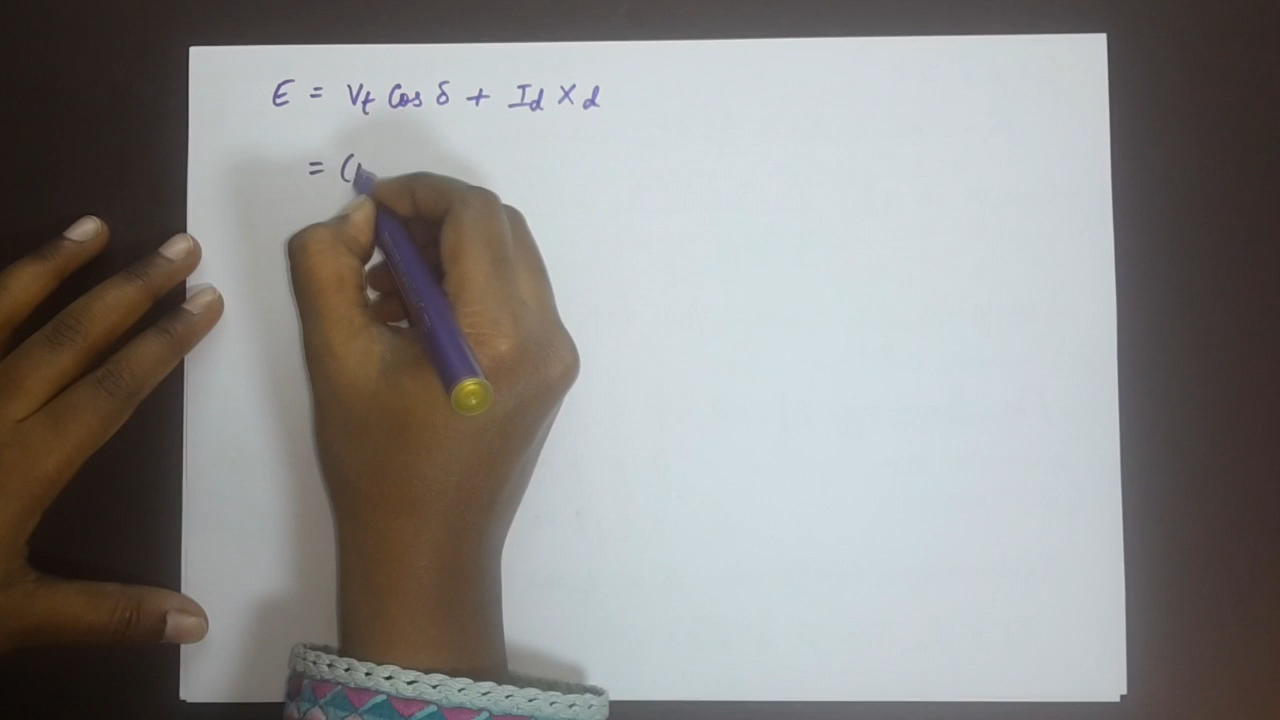 E = Vt Cos δ + Id Xd
= (